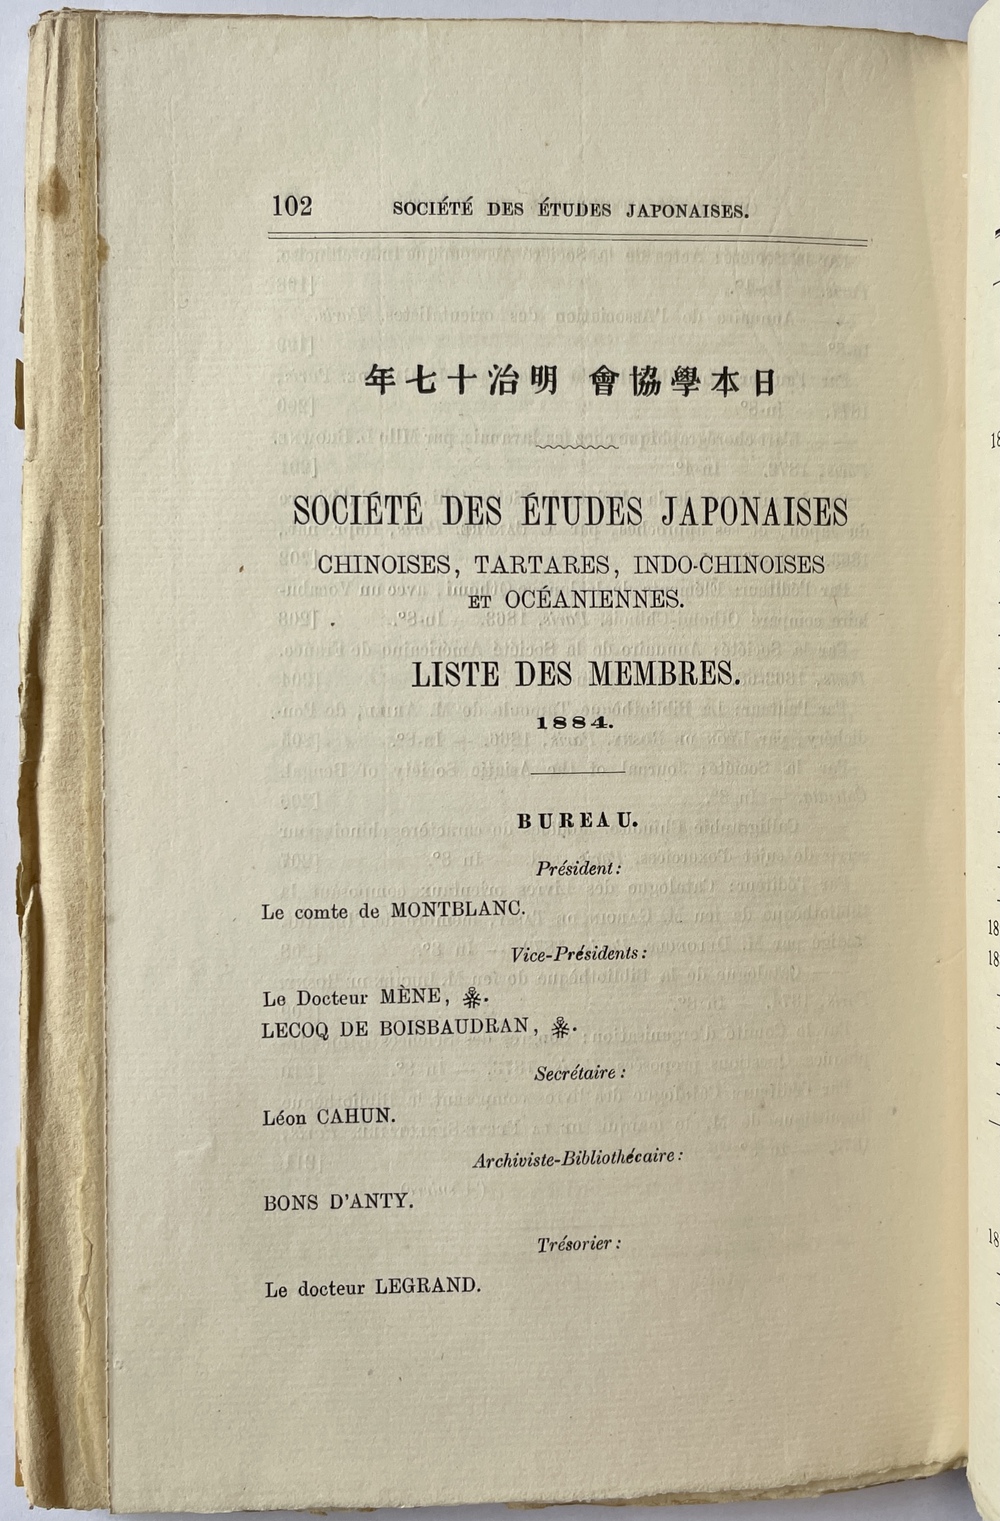 102 SOCIÉTÉ DES ÉTUDES JAPONAISES.
日本學協會 明治十七年
SOCIÉTÉ DES ÉTUDES JAPONAISES
CHINOISES, TARTARES, INDO-CHINOISES
ET OCÉANIENNES.
LISTE DES MEMBRES.
1884.
BUREAU.
Président :
Le comte de MONTBLANC.
Vice-Présidents :
Le Docteur MÈNE, ✻.
LECOQ DE BOISBAUDRAN, ✻.
Secrétaire :
Léon CAHUN.
Archiviste-Bibliothécaire :
BONS D'ANTY.
Trésorier :
Le docteur LEGRAND.